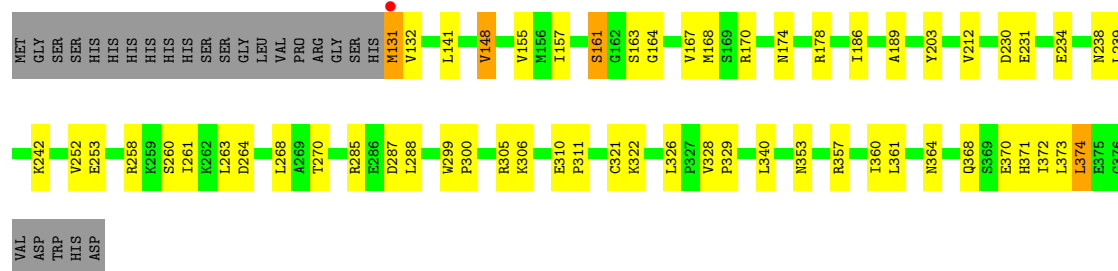 MET GLY SER SER HIS HIS HIS HIS HIS HIS SER SER GLY LEU VAL PRO ARG GLY SER HIS M131 V132 L141 V148 V155 M156 I157 S161 G162 S163 G164 V167 M168 S169 R170 N174 R178 I186 A189 Y203 V212 D230 E231 E234 N238 L239
K242 V252 E253 R258 K259 S260 I261 K262 L263 D264 L268 A269 T270 R285 E286 D287 L288 W299 P300 R305 K306 E310 P311 C321 K322 L326 P327 V328 P329 L340 N353 R357 I360 L361 N364 Q368 S369 E370 H371 I372 L373 L374 E375 G376
VAL ASP TRP HIS ASP